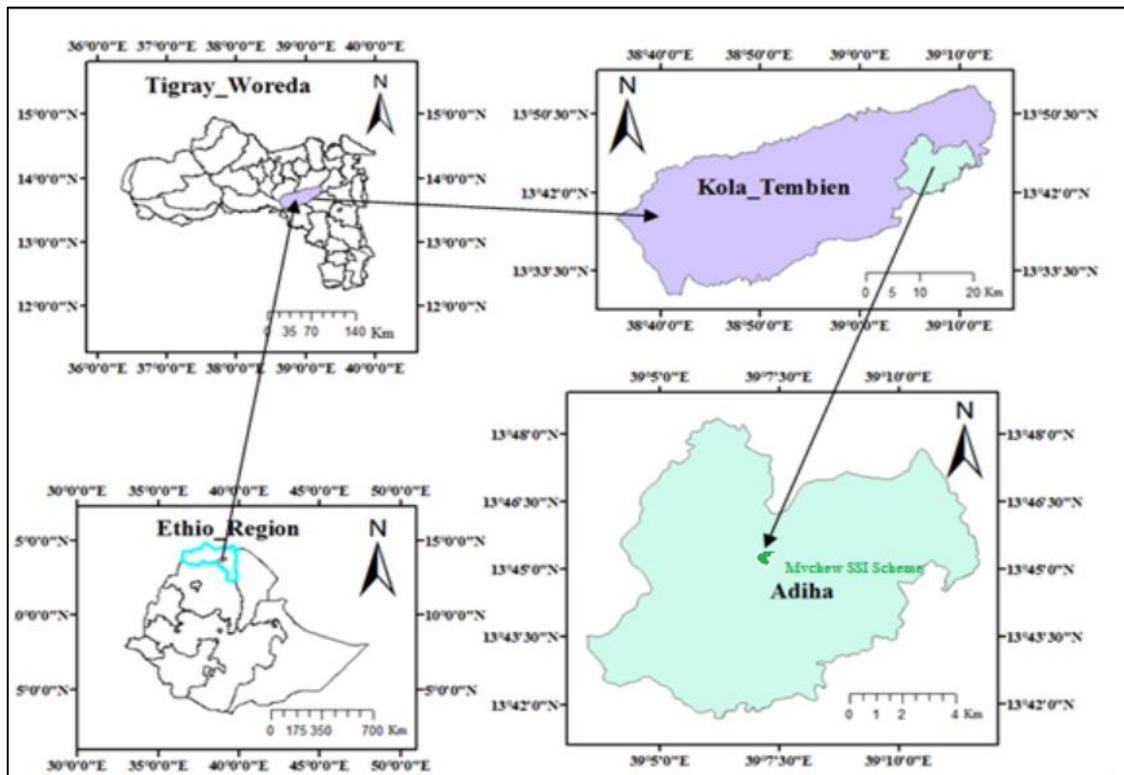 36°0'0"E 37°0'0"E 38°0'0"E 39°0'0"E 40°0'0"E
Tigray_Woreda
N
15°0'0"N
14°0'0"N
13°0'0"N
12°0'0"N
15°0'0"N
14°0'0"N
13°0'0"N
12°0'0"N
0 35 70 140 Km
36°0'0"E 37°0'0"E 38°0'0"E 39°0'0"E 40°0'0"E
38°40'0"E 38°50'0"E 39°0'0"E 39°10'0"E
N
Kola_Tembien
13°50'30"N
13°42'0"N
13°33'30"N
13°50'30"N
13°42'0"N
13°33'30"N
0 5 10 20 Km
38°40'0"E 38°50'0"E 39°0'0"E 39°10'0"E
30°0'0"E 35°0'0"E 40°0'0"E 45°0'0"E 50°0'0"E
Ethio_Region
N
5°0'0"N
0°0'0"N
5°0'0"N
15°0'0"N
10°0'0"N
5°0'0"N
0 175 350 700 Km
30°0'0"E 35°0'0"E 40°0'0"E 45°0'0"E 50°0'0"E
39°5'0"E 39°7'30"E 39°10'0"E
N
13°48'0"N
13°46'30"N
13°45'0"N
13°43'30"N
13°42'0"N
Mvchew SSI Scheme
Adiha
13°48'0"N
13°46'30"N
13°45'0"N
13°43'30"N
13°42'0"N
0 1 2 4 Km
39°5'0"E 39°7'30"E 39°10'0"E